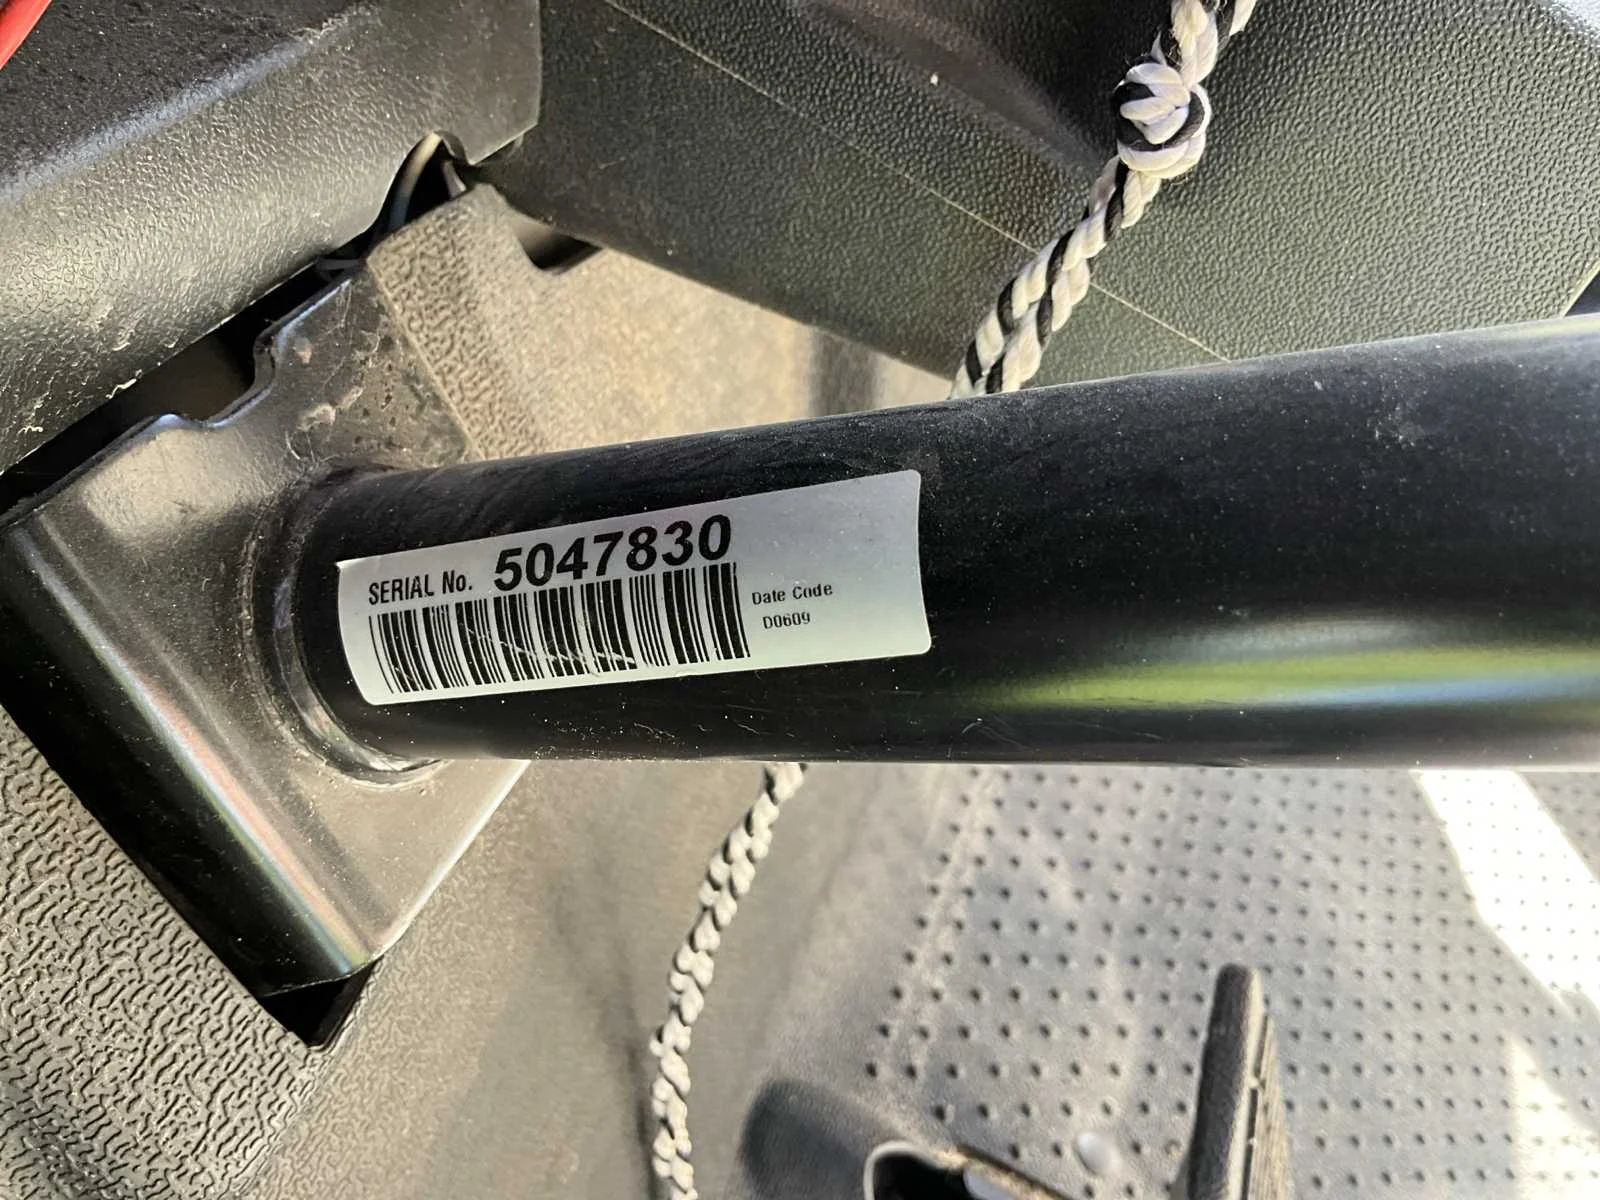 SERIAL No. 5047830
Date Code
D0609